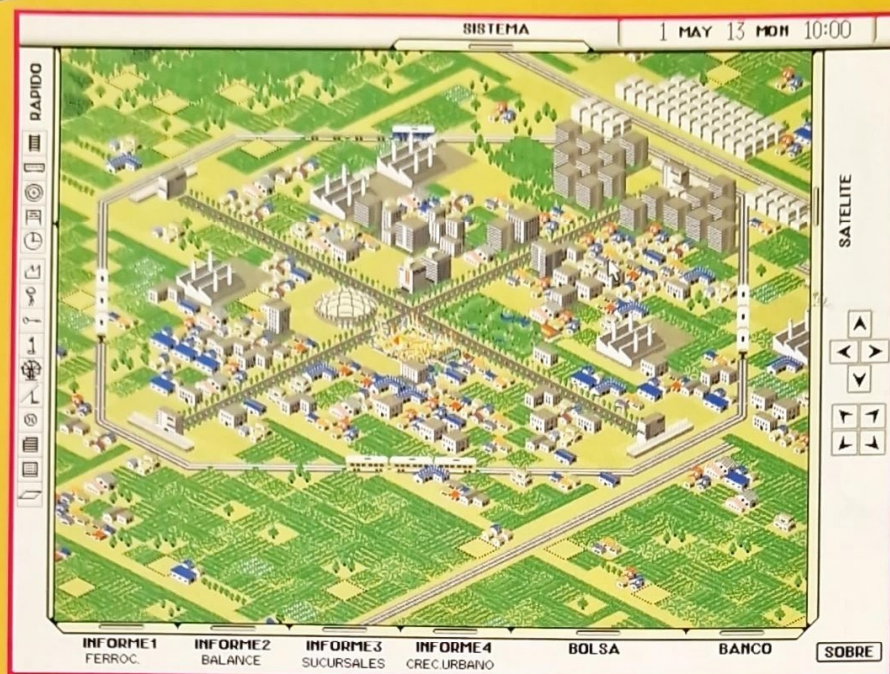 SISTEMA
1 MAY 13 MON 10:00
RAPIDO
SATELITE
INFORME1
FERROC.
INFORME2
BALANCE
INFORME3
SUCURSALES
INFORME4
CREC.URBANO
BOLSA
BANCO
SOBRE